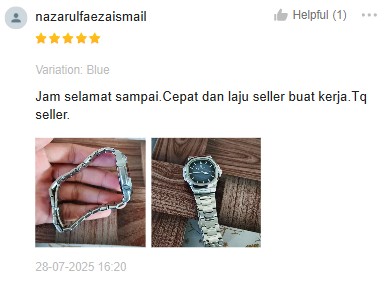 nazarulfaezaismail
Helpful (1)
Variation: Blue
Jam selamat sampai.Cepat dan laju seller buat kerja.Tq
seller.
28-07-2025 16:20